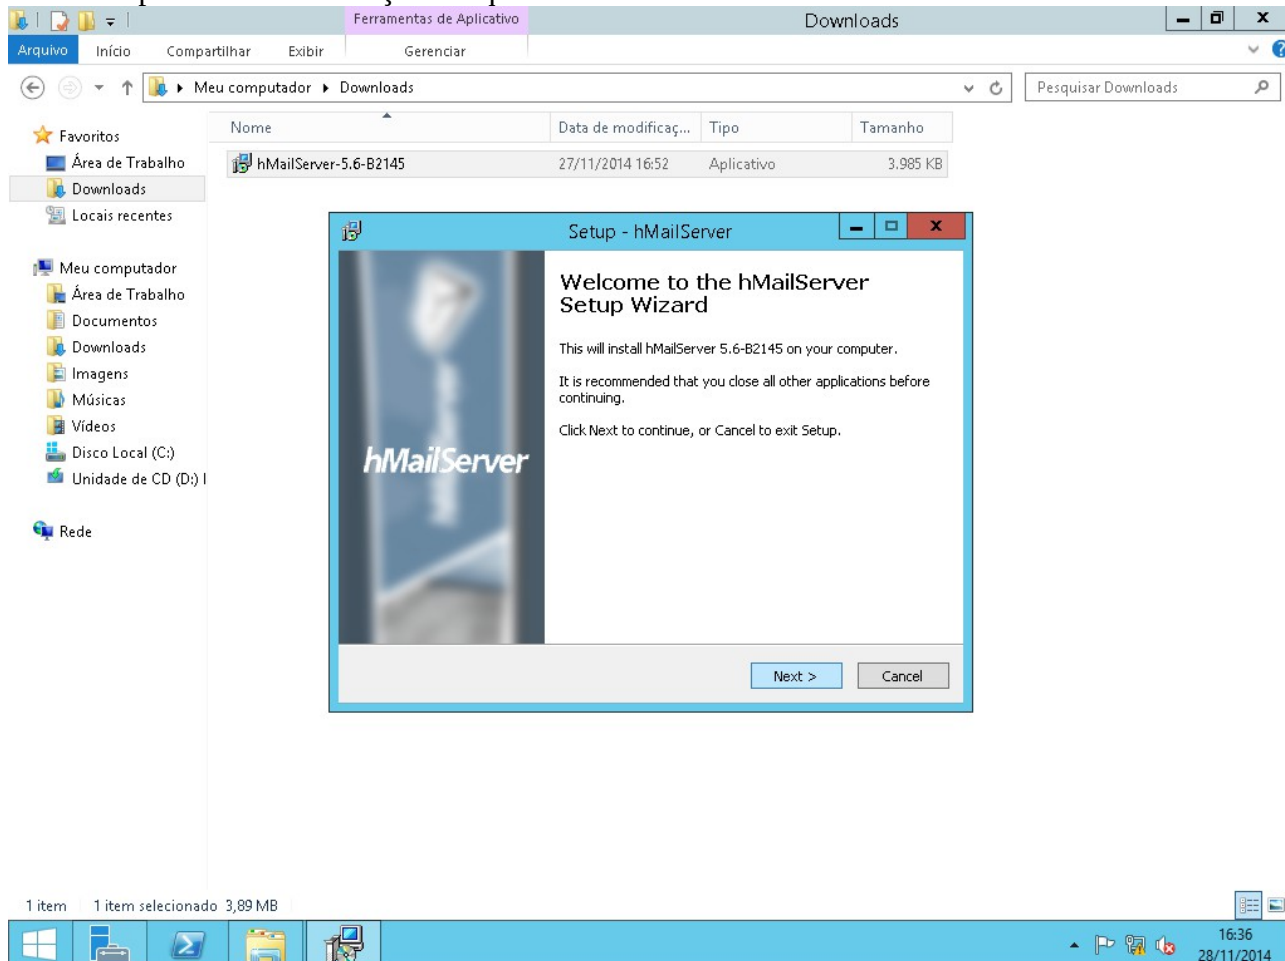 Ferramentas de Aplicativo
Downloads
Arquivo Início Compartilhar Exibir Gerenciar
Meu computador Downloads
Pesquisar Downloads
Nome Data de modificaç... Tipo Tamanho
hMailServer-5.6-B2145 27/11/2014 16:52 Aplicativo 3.985 KB
Favoritos
Área de Trabalho
Downloads
Locais recentes
Meu computador
Área de Trabalho
Documentos
Downloads
Imagens
Músicas
Vídeos
Disco Local (C:)
Unidade de CD (D:)
Rede
Setup - hMailServer
Welcome to the hMailServer
Setup Wizard
This will install hMailServer 5.6-B2145 on your computer.
It is recommended that you close all other applications before
continuing.
Click Next to continue, or Cancel to exit Setup.
hMailServer
Next > Cancel
1 item 1 item selecionado 3,89 MB
16:36
28/11/2014